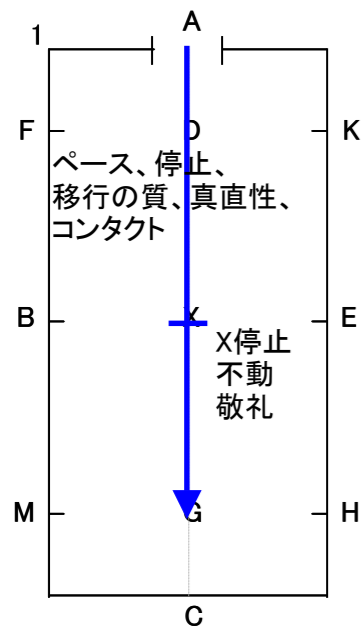 A
1
F D K
ペース、停止、
移行の質、真直性、
コンタクト
B X E
X停止
不動
敬礼
M G H
C